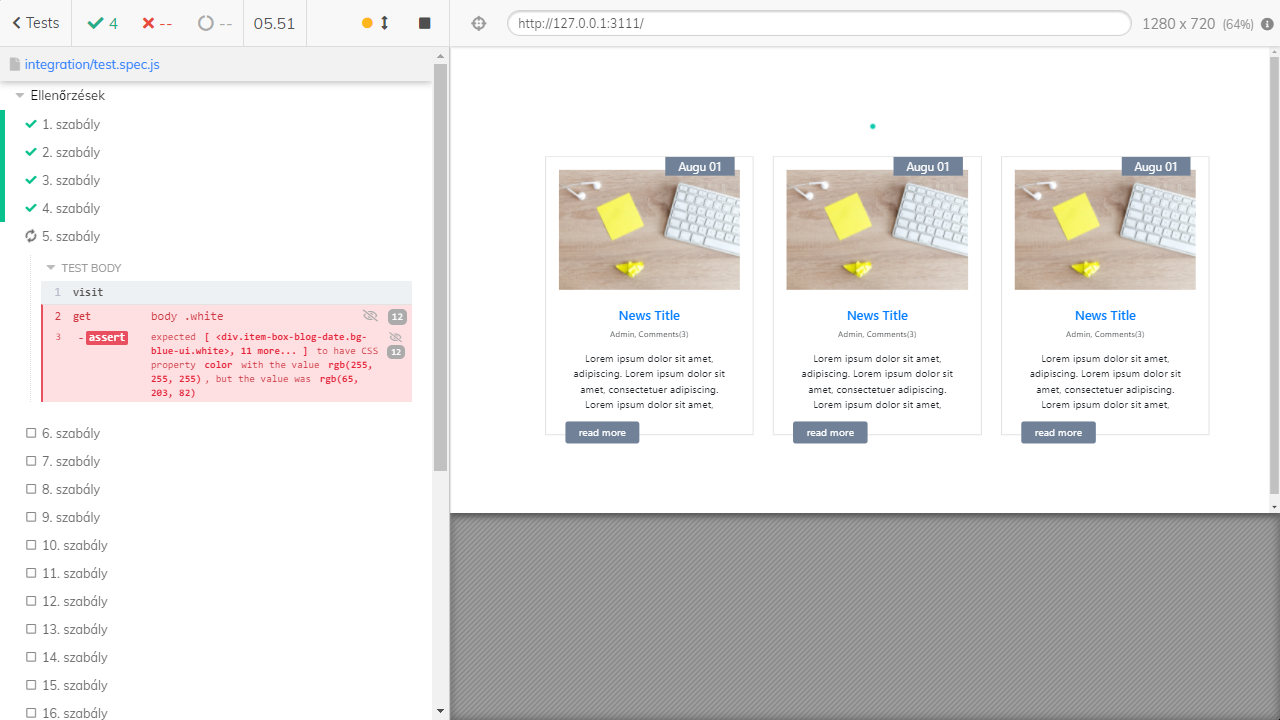 Tests
4
--
--
05.51
http://127.0.0.1:3111/
1280 x 720 (64%)
integration/test.spec.js
Ellenőrzések
1. szabály
2. szabály
3. szabály
4. szabály
5. szabály
TEST BODY
1 visit
2 get body .white 12
3 -assert expected [ <div.item-box-blog-date.bg-
blue-ui.white>, 11 more... ] to have CSS 12
property color with the value rgb(255,
255, 255) , but the value was rgb(65,
203, 82)
6. szabály
7. szabály
8. szabály
9. szabály
10. szabály
11. szabály
12. szabály
13. szabály
14. szabály
15. szabály
16. szabály
Augu 01
News Title
Admin, Comments(3)
Lorem ipsum dolor sit amet,
adipiscing. Lorem ipsum dolor sit
amet, consectetuer adipiscing.
Lorem ipsum dolor sit amet,
read more
Augu 01
News Title
Admin, Comments(3)
Lorem ipsum dolor sit amet,
adipiscing. Lorem ipsum dolor sit
amet, consectetuer adipiscing.
Lorem ipsum dolor sit amet,
read more
Augu 01
News Title
Admin, Comments(3)
Lorem ipsum dolor sit amet,
adipiscing. Lorem ipsum dolor sit
amet, consectetuer adipiscing.
Lorem ipsum dolor sit amet,
read more